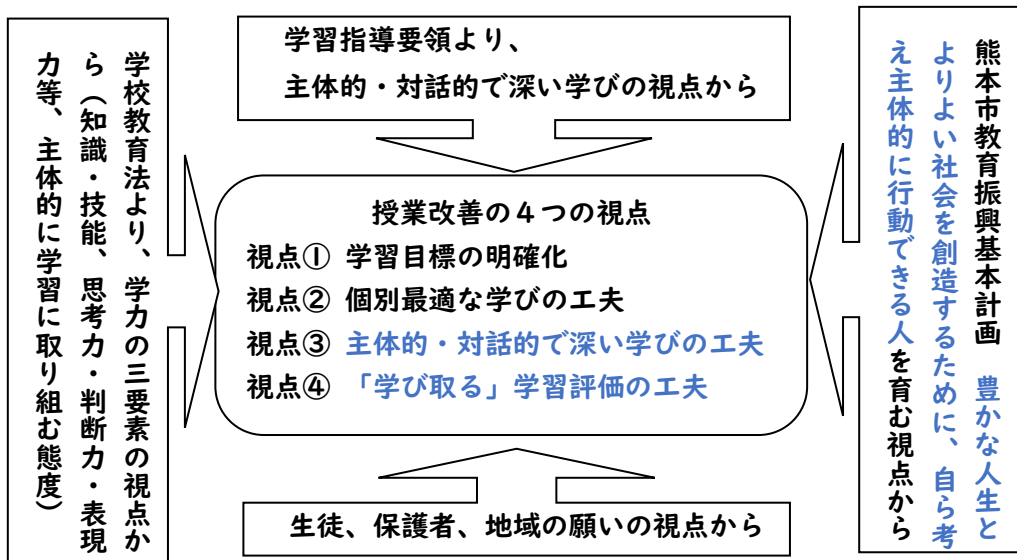 学習指導要領より、
主体的・対話的で深い学びの視点から
熊本市教育振興基本計画　豊かな人生と
よりよい社会を創造するために、自ら考
え主体的に行動できる人を育む視点から
授業改善の４つの視点
視点① 学習目標の明確化
視点② 個別最適な学びの工夫
視点③ 主体的・対話的で深い学びの工夫
視点④ 「学び取る」学習評価の工夫
学校教育法より、学力の三要素の視点か
ら（知識・技能、思考力・判断力・表現
力等、主体的に学習に取り組む態度）
生徒、保護者、地域の願いの視点から